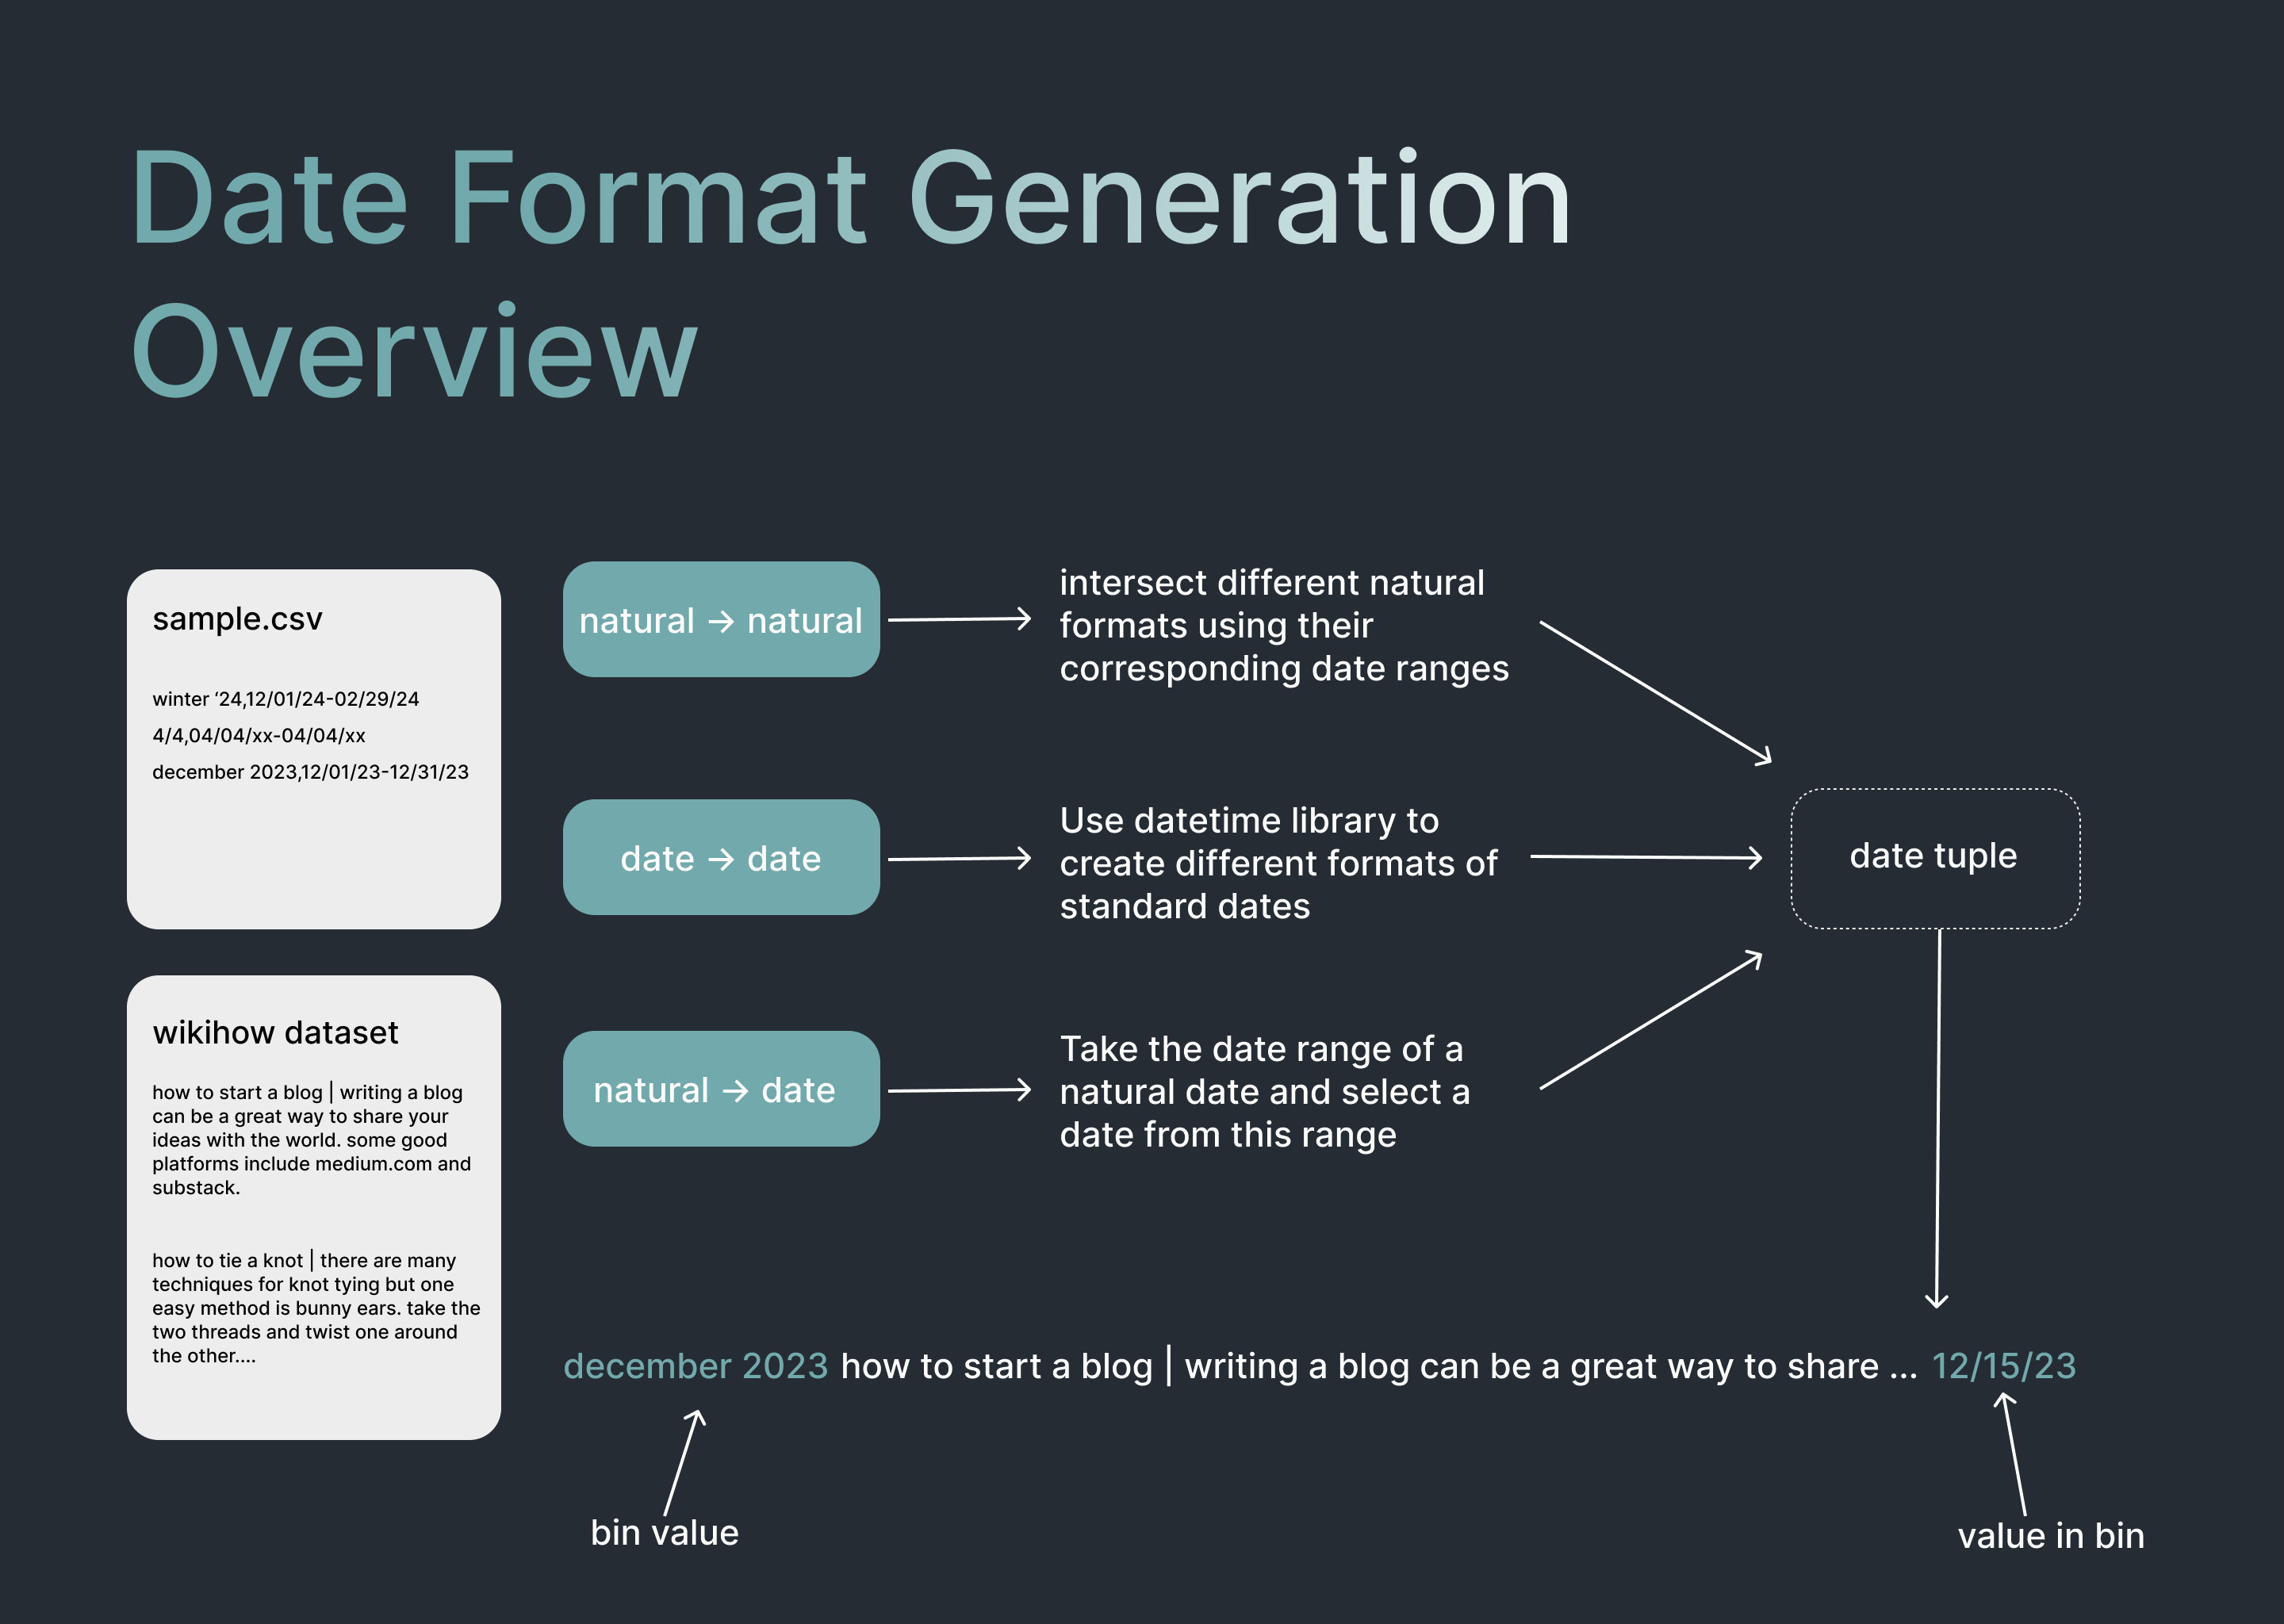 Date Format Generation
Overview
sample.csv
winter ‘24,12/01/24-02/29/24
4/4,04/04/xx-04/04/xx
december 2023,12/01/23-12/31/23
wikihow dataset
how to start a blog | writing a blog
can be a great way to share your
ideas with the world. some good
platforms include medium.com and
substack.
how to tie a knot | there are many
techniques for knot tying but one
easy method is bunny ears. take the
two threads and twist one around
the other....
natural → natural
intersect different natural
formats using their
corresponding date ranges
date → date
Use datetime library to
create different formats of
standard dates
natural → date
Take the date range of a
natural date and select a
date from this range
date tuple
december 2023 how to start a blog | writing a blog can be a great way to share ... 12/15/23
bin value
value in bin